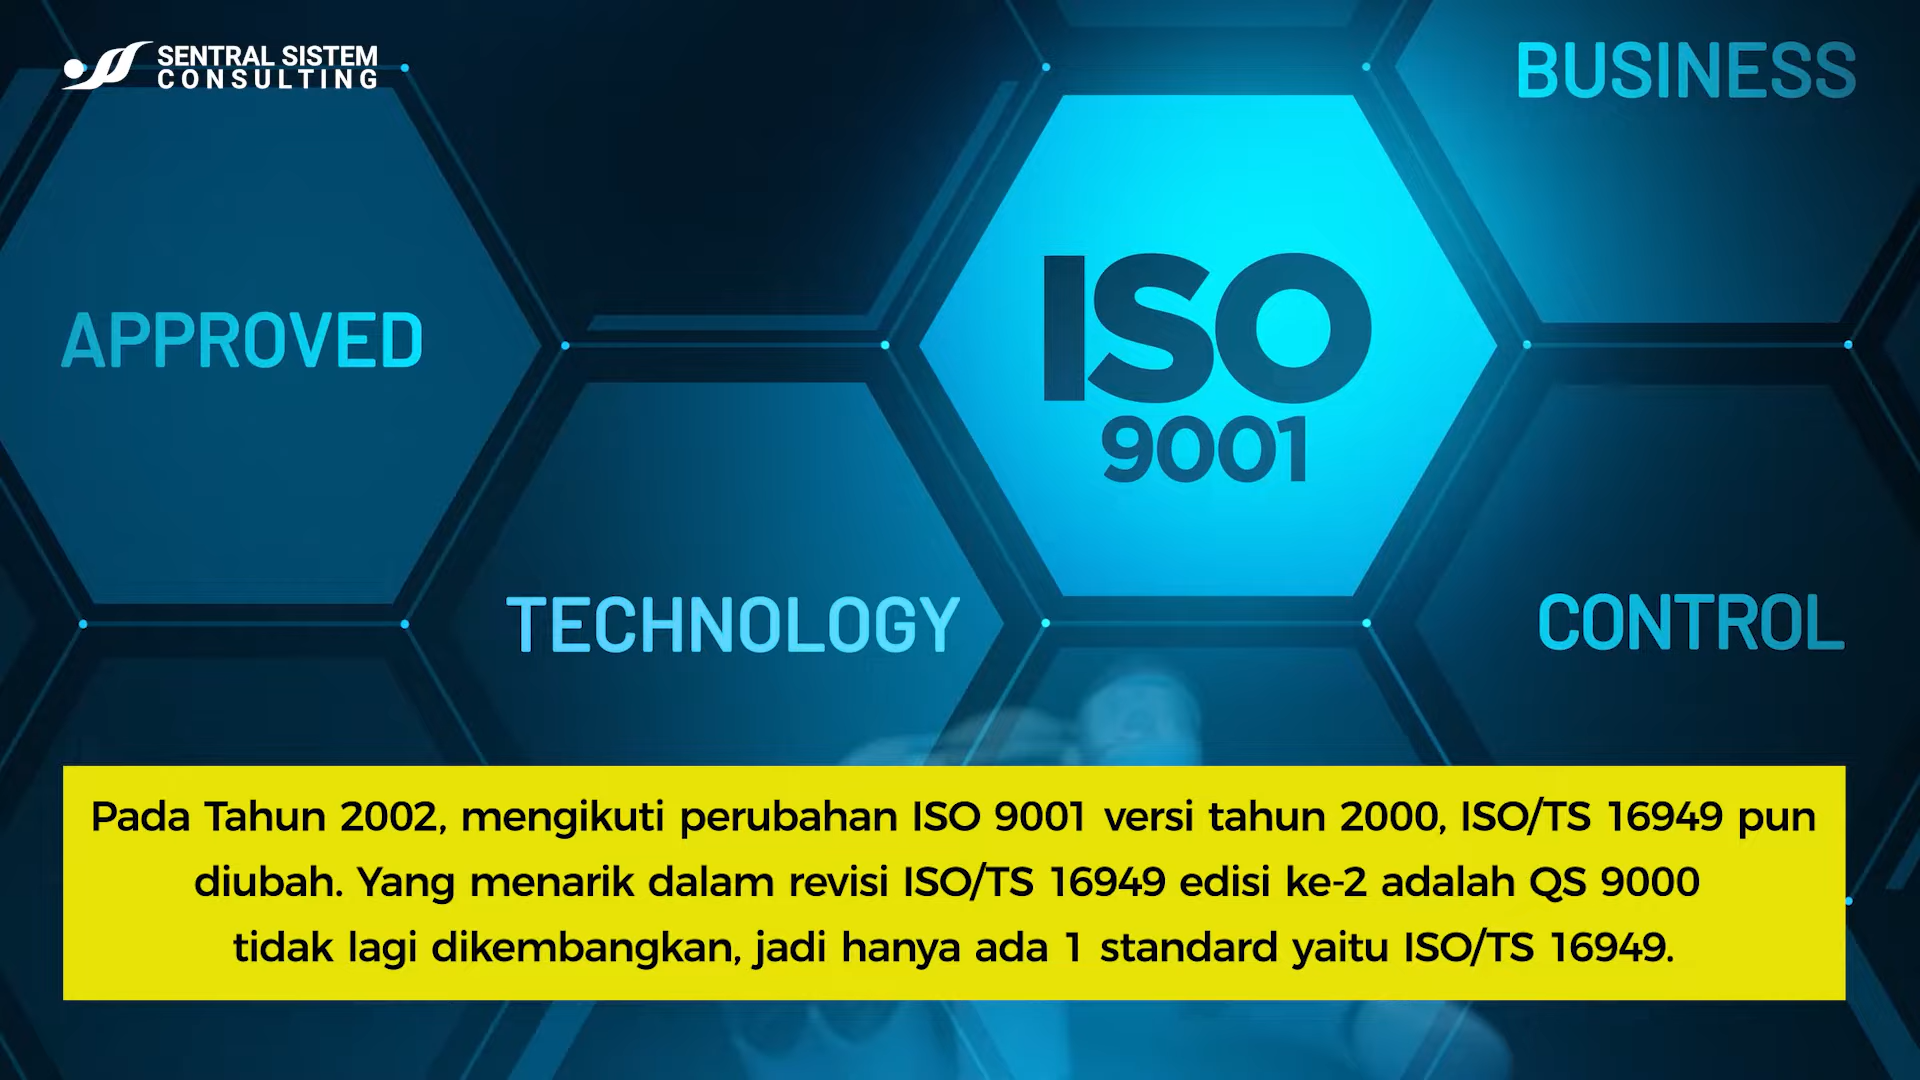 SENTRAL SISTEM
CONSULTING
BUSINESS
APPROVED
ISO
9001
TECHNOLOGY
CONTROL
Pada Tahun 2002, mengikuti perubahan ISO 9001 versi tahun 2000, ISO/TS 16949 pun
diubah. Yang menarik dalam revisi ISO/TS 16949 edisi ke-2 adalah QS 9000
tidak lagi dikembangkan, jadi hanya ada 1 standard yaitu ISO/TS 16949.